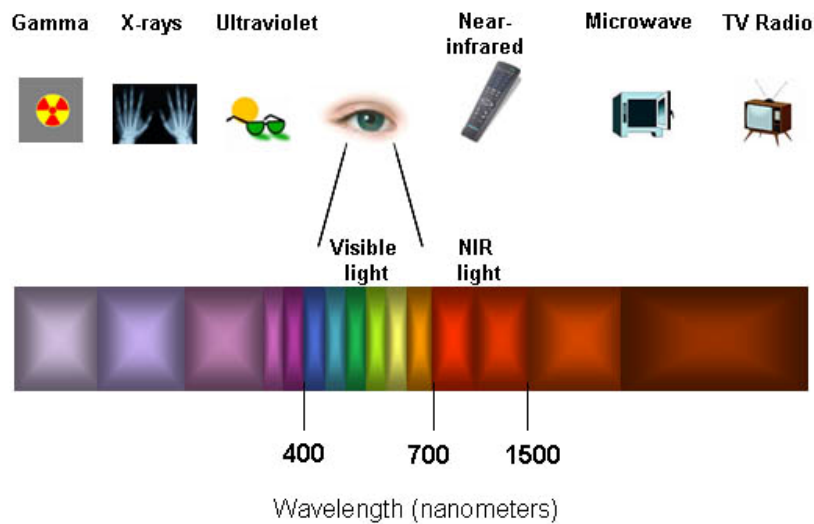 Gamma
X-rays
Ultraviolet
Near-
infrared
Microwave
TV Radio
Visible
light
NIR
light
400
700
1500
Wavelength (nanometers)